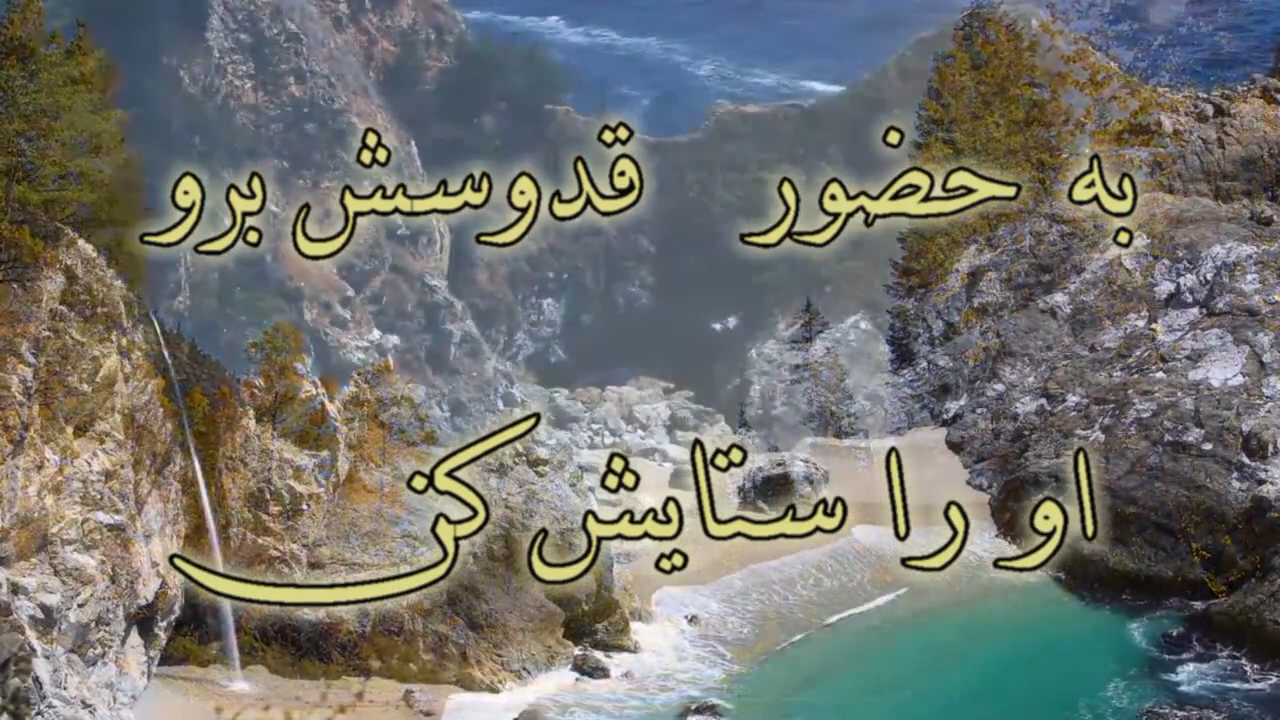 به حضور قدوسش برو
او را ستایش کن